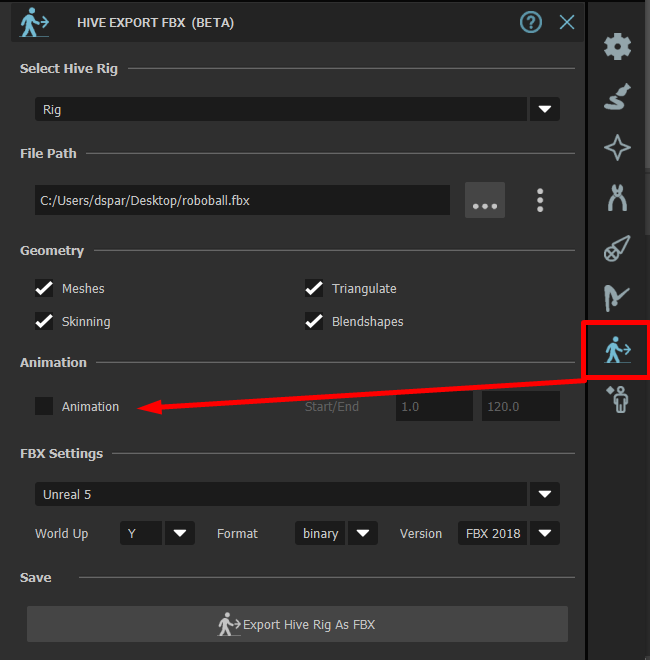 HIVE EXPORT FBX (BETA)
Select Hive Rig
Rig
File Path
C:/Users/dspar/Desktop/roboball.fbx
...
Geometry
Meshes Triangulate
Skinning Blendshapes
Animation
Animation Start/End 1.0 120.0
FBX Settings
Unreal 5
World Up Y Format binary Version FBX 2018
Save
Export Hive Rig As FBX